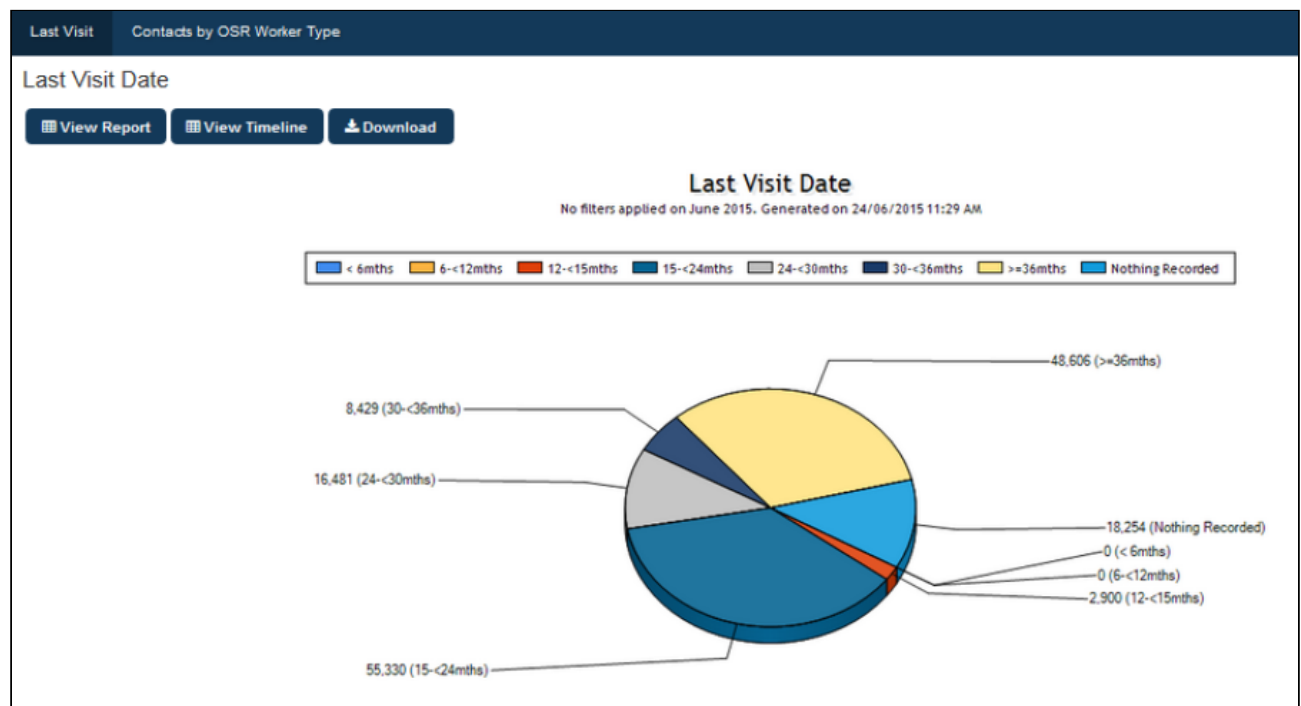 Last Visit Contacts by OSR Worker Type
Last Visit Date
View Report View Timeline Download
Last Visit Date
No filters applied on June 2015. Generated on 24/06/2015 11:29 AM
< 6mths 6-<12mths 12-<15mths 15-<24mths 24-<30mths 30-<36mths >=36mths Nothing Recorded
48,606 (>=36mths)
8,429 (30-<36mths)
16,481 (24-<30mths)
18,254 (Nothing Recorded)
0 (< 6mths)
0 (6-<12mths)
2,900 (12-<15mths)
55,330 (15-<24mths)